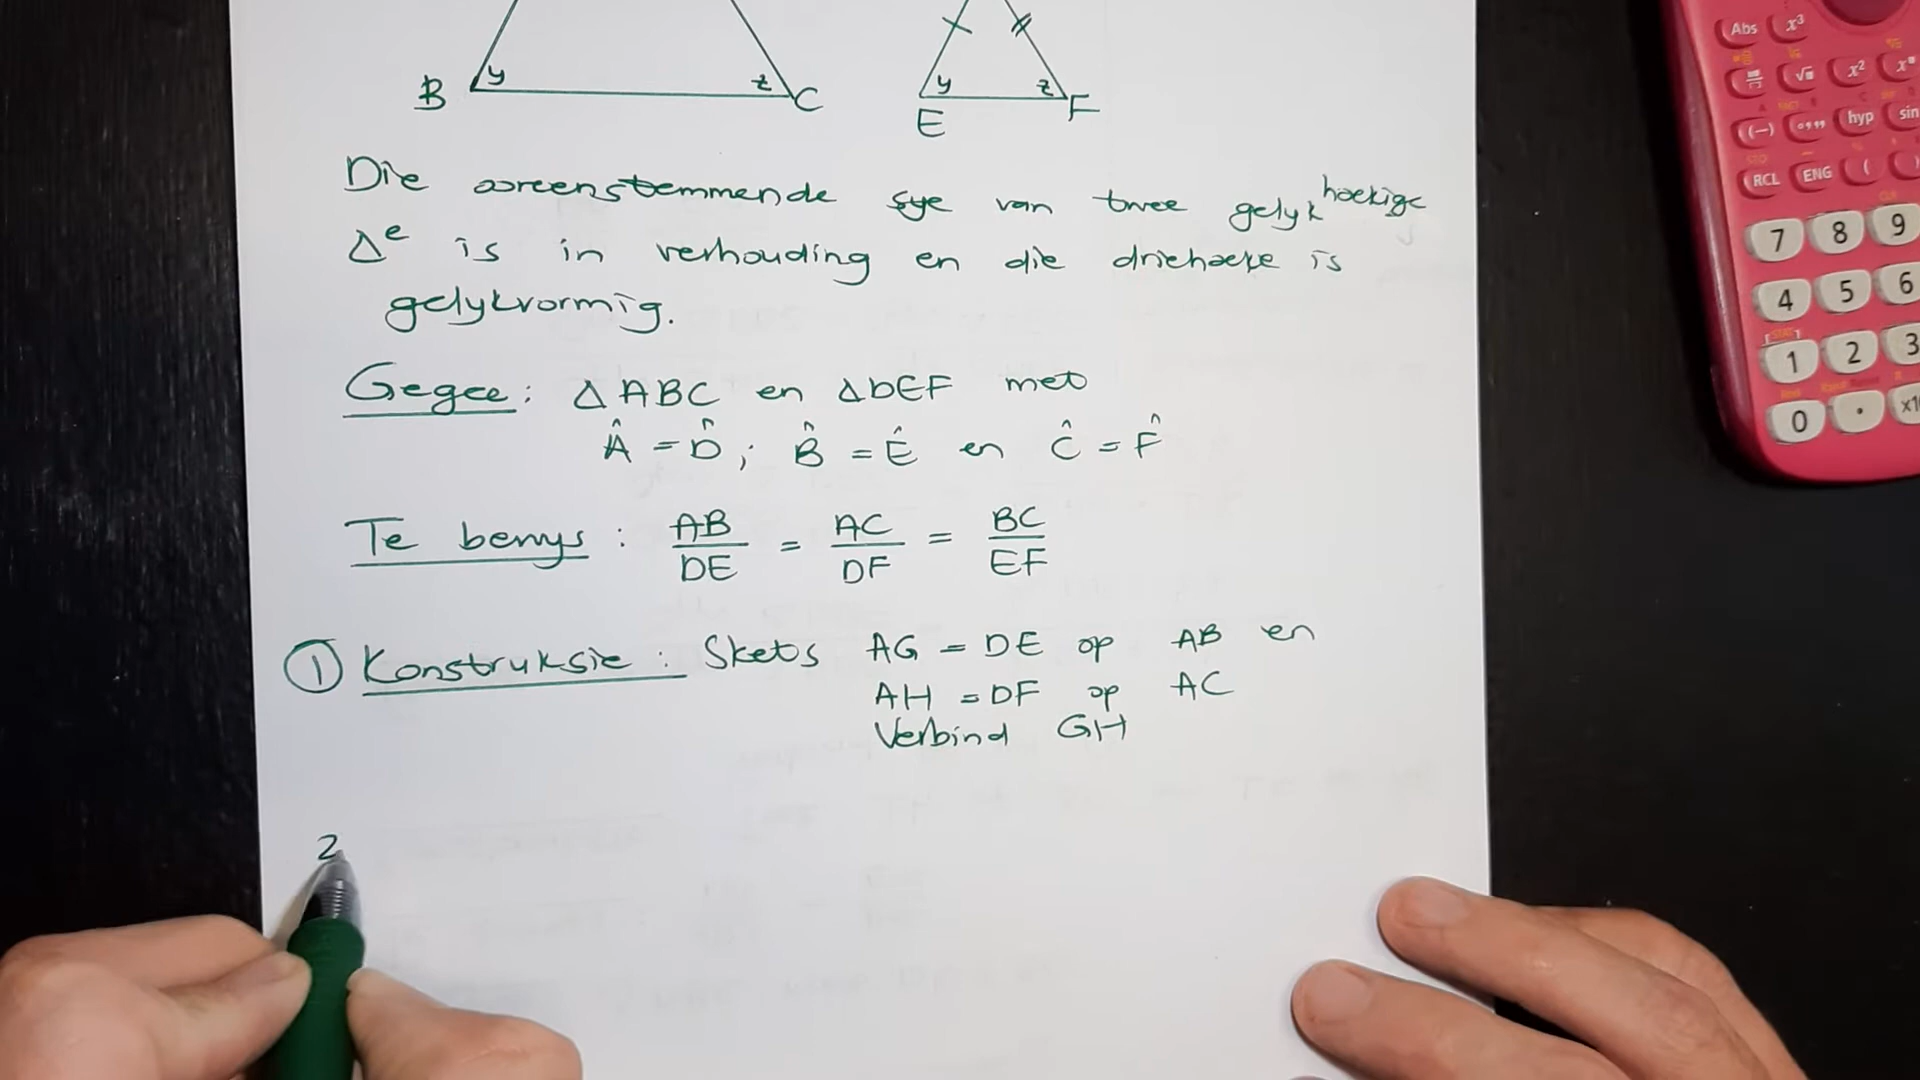 B y z C y z F
E
Die ooreenstemmende sye van twee gelykhoekige
Δᵉ is in verhouding en die driehoeke is
gelykvormig.
Gegee: Δ ABC en ΔDEF met
Â = D̂ ; B̂ = Ê en Ĉ = F̂
Te bewys : AB/DE = AC/DF = BC/EF
① Konstruksie : Skets AG = DE op AB en
AH = DF op AC
Verbind GH
2
Abs x³
√ x²
(−) °,,, hyp sin
RCL ENG ( )
7 8 9
4 5 6
1 2 3
0 .